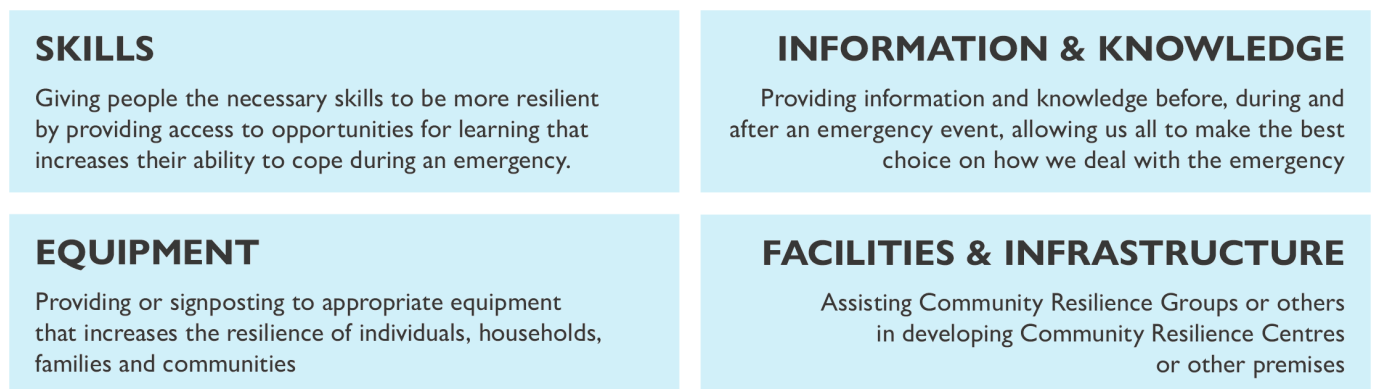 SKILLS
Giving people the necessary skills to be more resilient
by providing access to opportunities for learning that
increases their ability to cope during an emergency.
INFORMATION & KNOWLEDGE
Providing information and knowledge before, during and
after an emergency event, allowing us all to make the best
choice on how we deal with the emergency
EQUIPMENT
Providing or signposting to appropriate equipment
that increases the resilience of individuals, households,
families and communities
FACILITIES & INFRASTRUCTURE
Assisting Community Resilience Groups or others
in developing Community Resilience Centres
or other premises